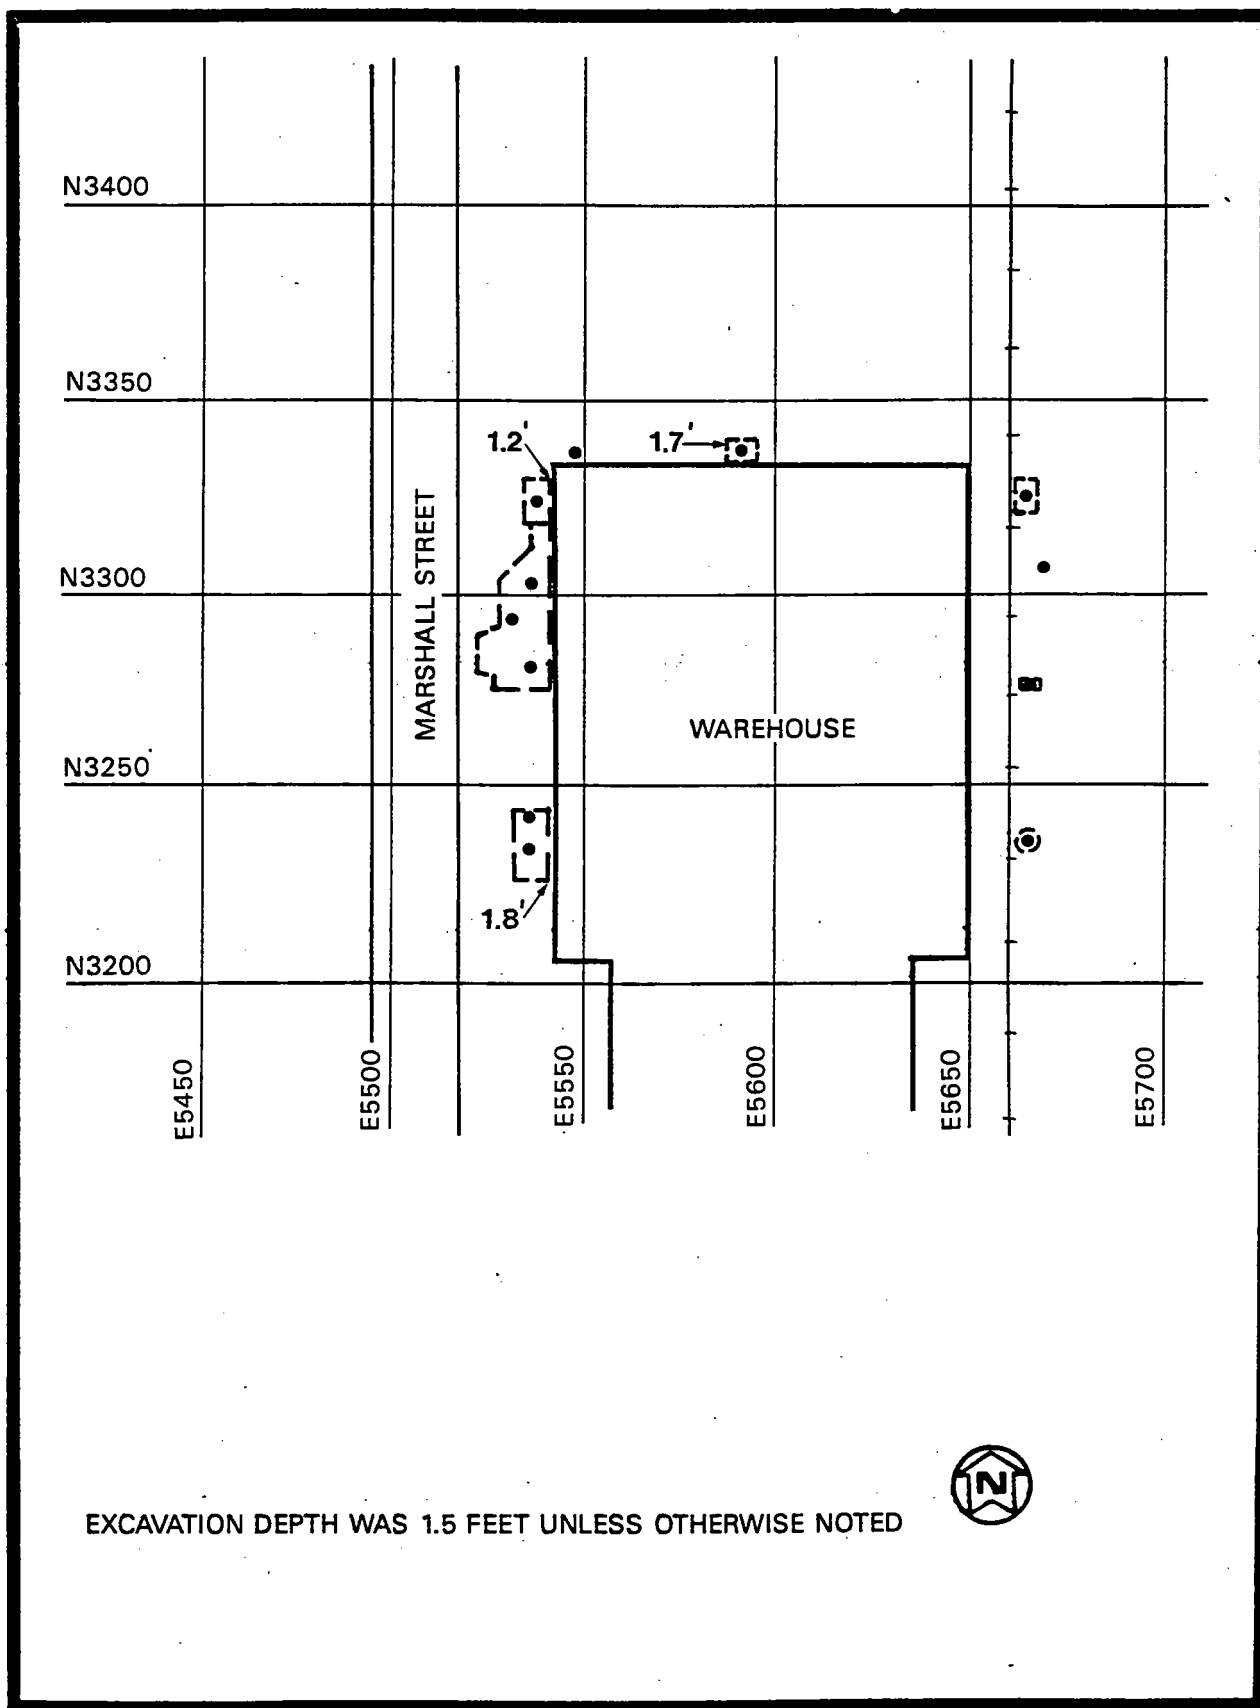 N3400
N3350
1.2'
1.7'
MARSHALL STREET
N3300
WAREHOUSE
N3250
1.8'
N3200
E5450
E5500
E5550
E5600
E5650
E5700
N
EXCAVATION DEPTH WAS 1.5 FEET UNLESS OTHERWISE NOTED